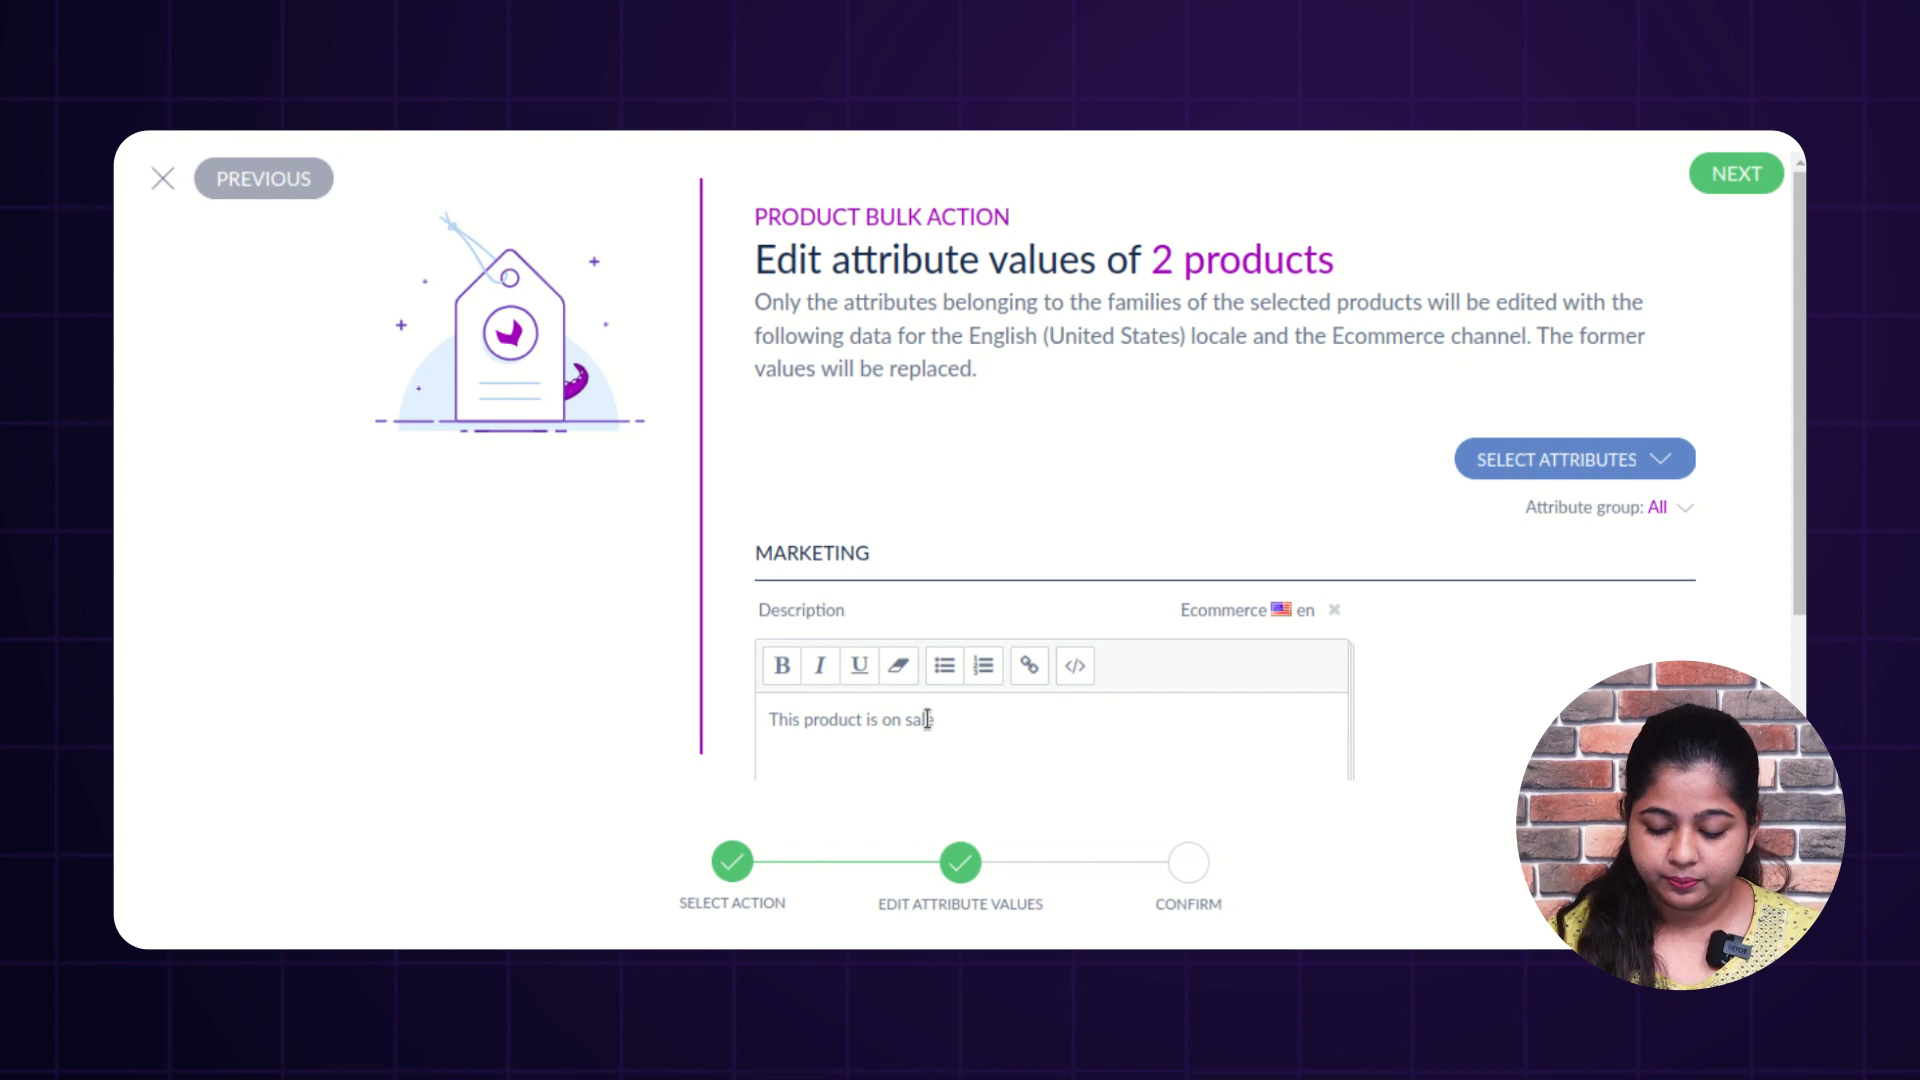 PREVIOUS
NEXT
PRODUCT BULK ACTION
Edit attribute values of 2 products
Only the attributes belonging to the families of the selected products will be edited with the
following data for the English (United States) locale and the Ecommerce channel. The former
values will be replaced.
SELECT ATTRIBUTES
Attribute group: All
MARKETING
Description
Ecommerce en
B I U
This product is on sale
SELECT ACTION
EDIT ATTRIBUTE VALUES
CONFIRM